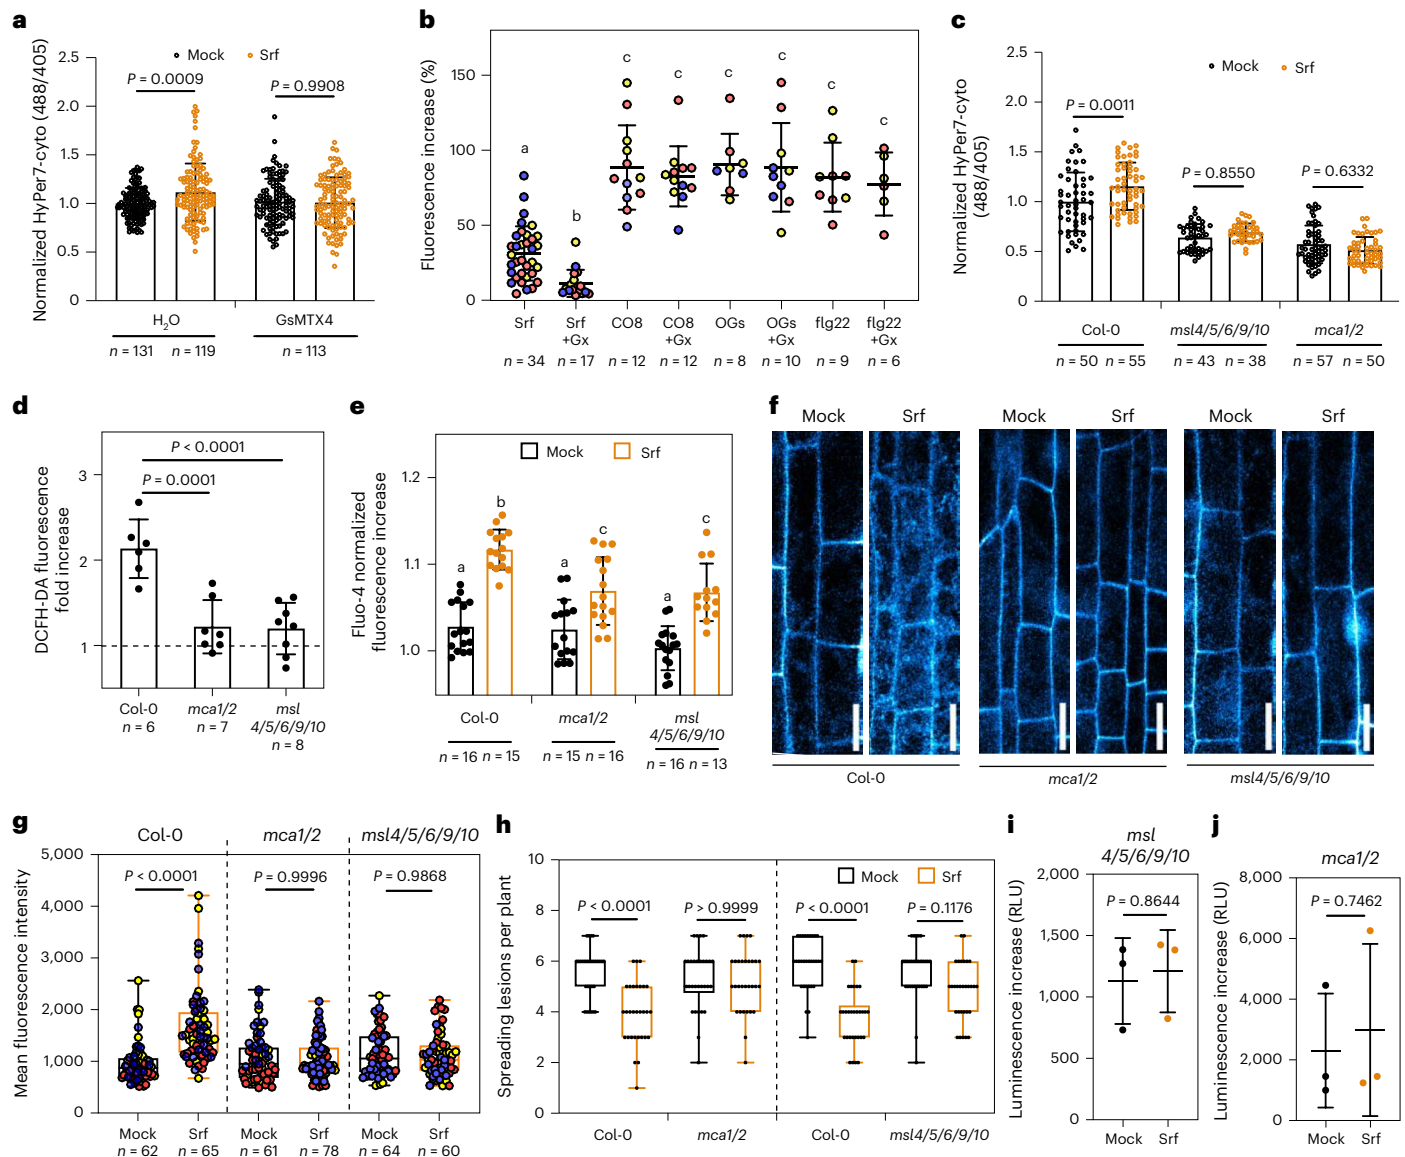 a
Mock
Srf
Normalized HyPer7-cyto (488/405)
2.5
2.0
1.5
1.0
0.5
0
P = 0.0009
P = 0.9908
H2O
GsMTX4
n = 131
n = 119
n = 113
b
Fluorescence increase (%)
150
100
50
0
a
b
c
c
c
c
c
c
Srf
Srf +Gx
CO8
CO8 +Gx
OGs
OGs +Gx
flg22
flg22 +Gx
n = 34
n = 17
n = 12
n = 12
n = 8
n = 10
n = 9
n = 6
c
Mock
Srf
Normalized HyPer7-cyto
(488/405)
2.5
2.0
1.5
1.0
0.5
0
P = 0.0011
P = 0.8550
P = 0.6332
Col-0
msl4/5/6/9/10
mca1/2
n = 50
n = 55
n = 43
n = 38
n = 57
n = 50
d
DCFH-DA fluorescence
fold increase
3
2
1
P < 0.0001
P = 0.0001
Col-0
n = 6
mca1/2
n = 7
msl
4/5/6/9/10
n = 8
e
Fluo-4 normalized
fluorescence increase
1.2
1.1
1.0
Mock
Srf
a
b
a
c
a
c
Col-0
mca1/2
msl
4/5/6/9/10
n = 16
n = 15
n = 15
n = 16
n = 16
n = 13
f
Mock
Srf
Mock
Srf
Mock
Srf
Col-0
mca1/2
msl4/5/6/9/10
g
Col-0
mca1/2
msl4/5/6/9/10
Mean fluorescence intensity
5,000
4,000
3,000
2,000
1,000
0
P < 0.0001
P = 0.9996
P = 0.9868
Mock
n = 62
Srf
n = 65
Mock
n = 61
Srf
n = 78
Mock
n = 64
Srf
n = 60
h
Spreading lesions per plant
10
8
6
4
2
0
Mock
Srf
P < 0.0001
P > 0.9999
P < 0.0001
P = 0.1176
Col-0
mca1/2
Col-0
msl4/5/6/9/10
i
msl
4/5/6/9/10
Luminescence increase (RLU)
2,000
1,500
1,000
500
0
P = 0.8644
Mock
Srf
j
mca1/2
Luminescence increase (RLU)
8,000
6,000
4,000
2,000
0
P = 0.7462
Mock
Srf